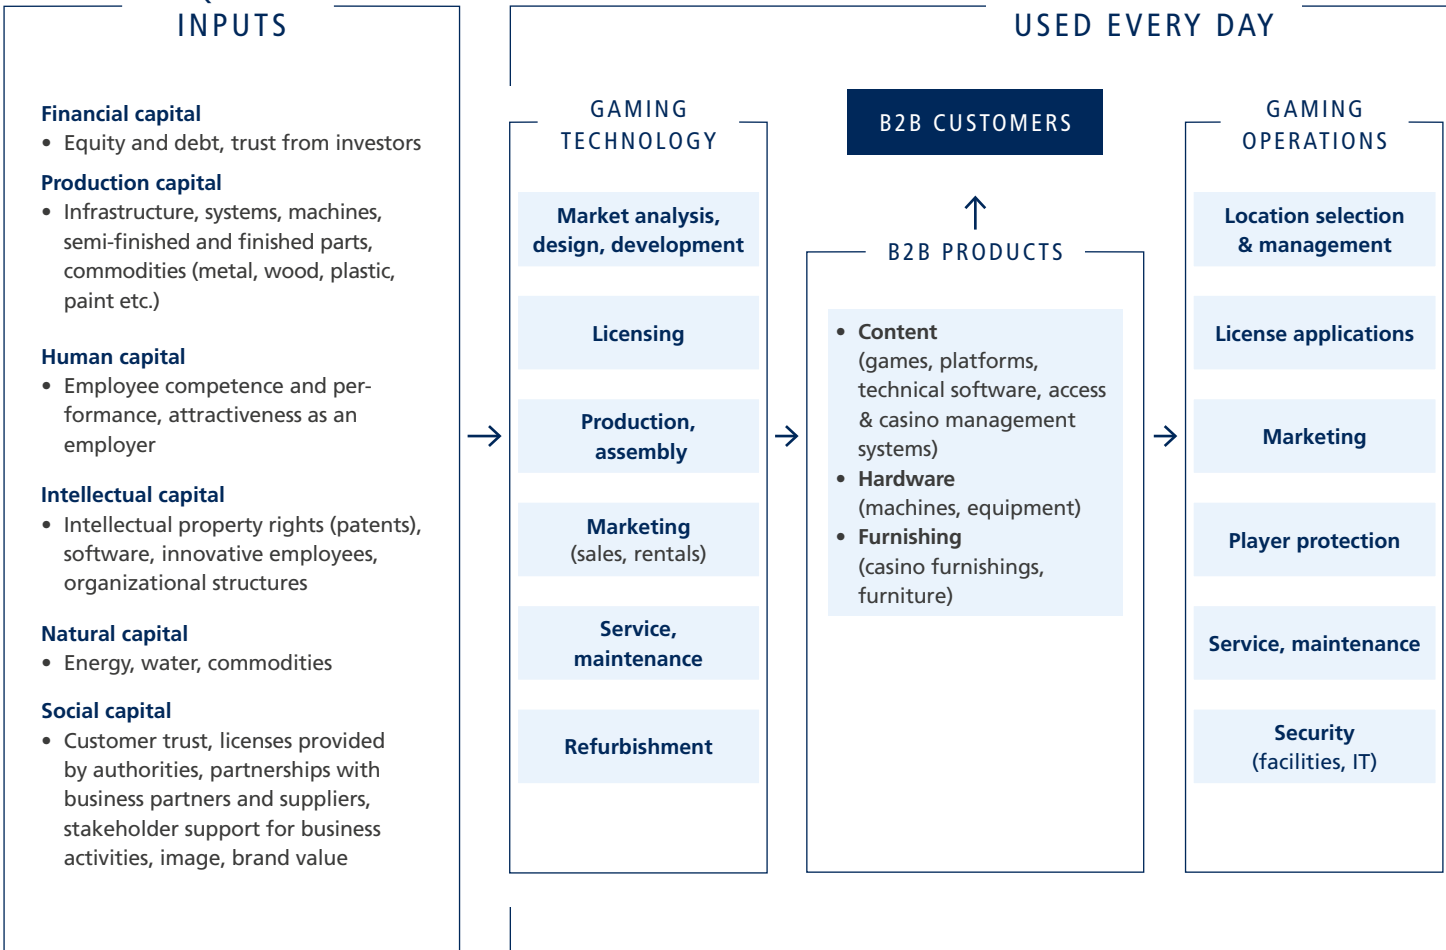 INPUTS
Financial capital
• Equity and debt, trust from investors
Production capital
• Infrastructure, systems, machines,
semi-finished and finished parts,
commodities (metal, wood, plastic,
paint etc.)
Human capital
• Employee competence and per-
formance, attractiveness as an
employer
Intellectual capital
• Intellectual property rights (patents),
software, innovative employees,
organizational structures
Natural capital
• Energy, water, commodities
Social capital
• Customer trust, licenses provided
by authorities, partnerships with
business partners and suppliers,
stakeholder support for business
activities, image, brand value
USED EVERY DAY
GAMING
TECHNOLOGY
Market analysis,
design, development
Licensing
Production,
assembly
Marketing
(sales, rentals)
Service,
maintenance
Refurbishment
B2B CUSTOMERS
B2B PRODUCTS
• Content
(games, platforms,
technical software, access
& casino management
systems)
• Hardware
(machines, equipment)
• Furnishing
(casino furnishings,
furniture)
GAMING
OPERATIONS
Location selection
& management
License applications
Marketing
Player protection
Service, maintenance
Security
(facilities, IT)